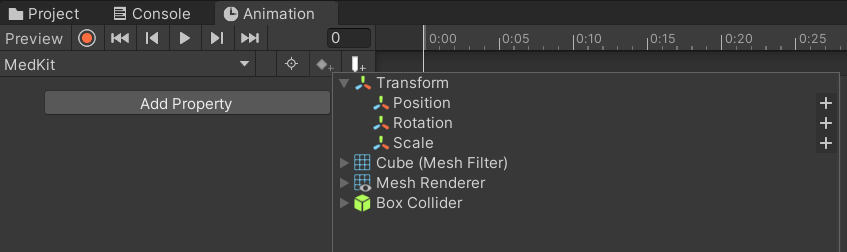 Project Console Animation
Preview 0 0:00 0:05 0:10 0:15 0:20 0:25
MedKit
Transform
Add Property Position
Rotation
Scale
Cube (Mesh Filter)
Mesh Renderer
Box Collider